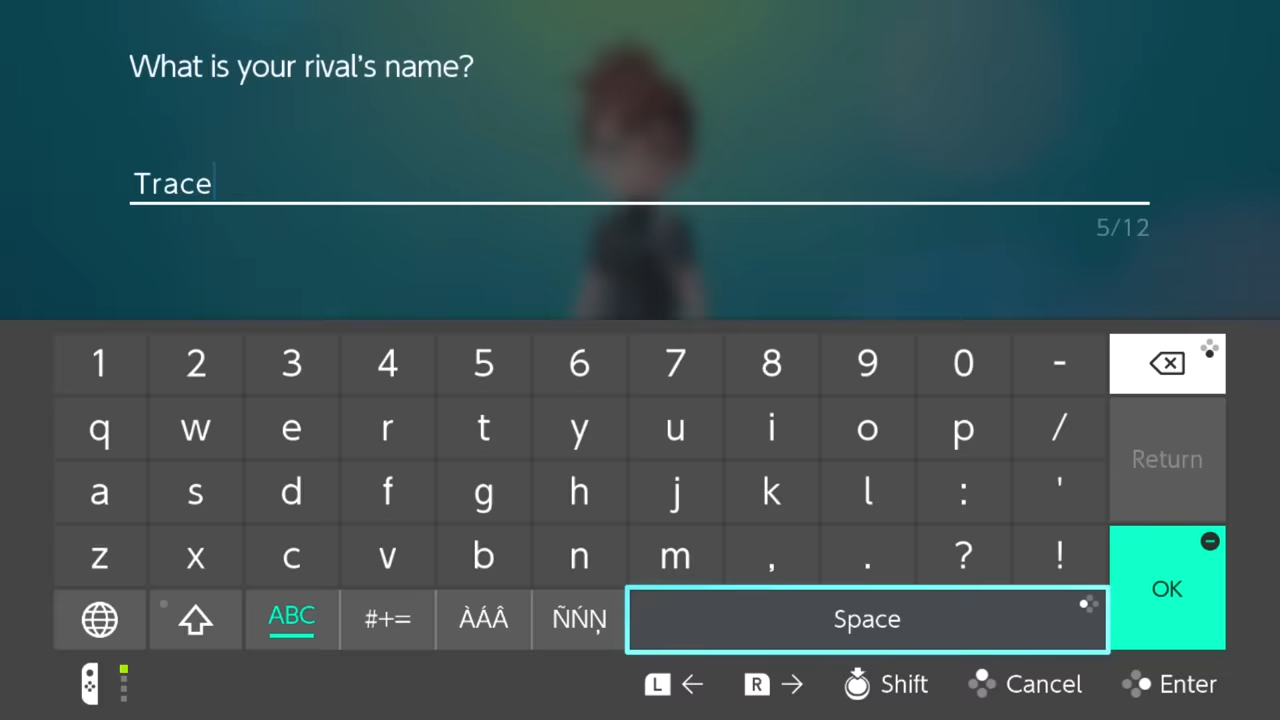 What is your rival's name?
Trace
5/12
1 2 3 4 5 6 7 8 9 0 -
q w e r t y u i o p /
Return
a s d f g h j k l : '
z x c v b n m , . ? !
OK
ABC #+= ÀÁÂ ÑŃŅ Space
L ← R → Shift Cancel Enter